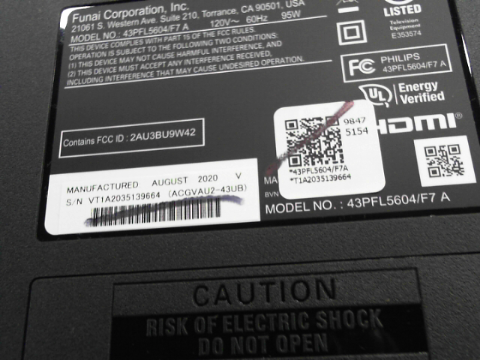 Funai Corporation, Inc.
21061 S. Western Ave. Suite 210, Torrance, CA 90501, USA
MODEL NO.: 43PFL5604/F7 A 120V~ 60Hz 95W
THIS DEVICE COMPLIES WITH PART 15 OF THE FCC RULES.
OPERATION IS SUBJECT TO THE FOLLOWING TWO CONDITIONS:
(1) THIS DEVICE MAY NOT CAUSE HARMFUL INTERFERENCE, AND
(2) THIS DEVICE MUST ACCEPT ANY INTERFERENCE RECEIVED,
INCLUDING INTERFERENCE THAT MAY CAUSE UNDESIRED OPERATION.
LISTED
Television
Equipment
E353574
FC PHILIPS
43PFL5604/F7 A
UL Energy
Verified
HDMI
Contains FCC ID : 2AU3BU9W42
9847
5154
*43PFL5604/F7A
*T1A2035139664
MANUFACTURED AUGUST 2020 V
S/N VT1A2035139664 (ACGVAU2-43UB)
MODEL NO. : 43PFL5604/F7 A
CAUTION
RISK OF ELECTRIC SHOCK
DO NOT OPEN